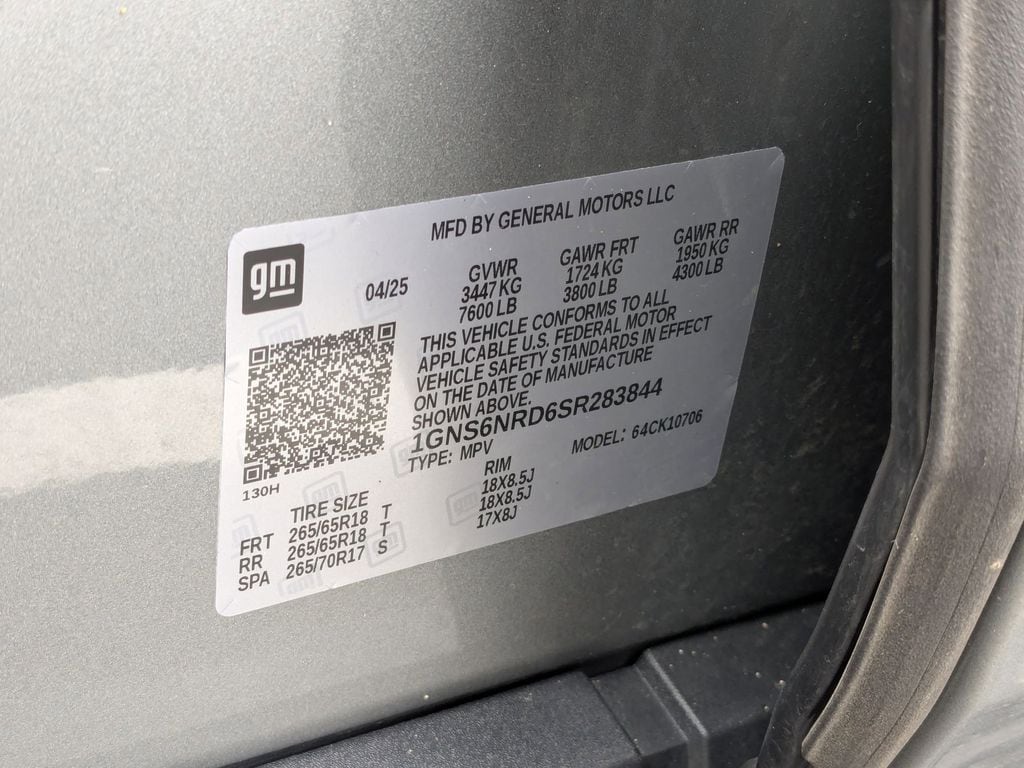 MFD BY GENERAL MOTORS LLC
gm
04/25
GVWR
3447 KG
7600 LB
GAWR FRT
1724 KG
3800 LB
GAWR RR
1950 KG
4300 LB
THIS VEHICLE CONFORMS TO ALL
APPLICABLE U.S. FEDERAL MOTOR
VEHICLE SAFETY STANDARDS IN EFFECT
ON THE DATE OF MANUFACTURE
SHOWN ABOVE.
1GNS6NRD6SR283844
TYPE: MPV MODEL: 64CK10706
130H
TIRE SIZE RIM
FRT 265/65R18 T 18X8.5J
RR 265/65R18 T 18X8.5J
SPA 265/70R17 S 17X8J